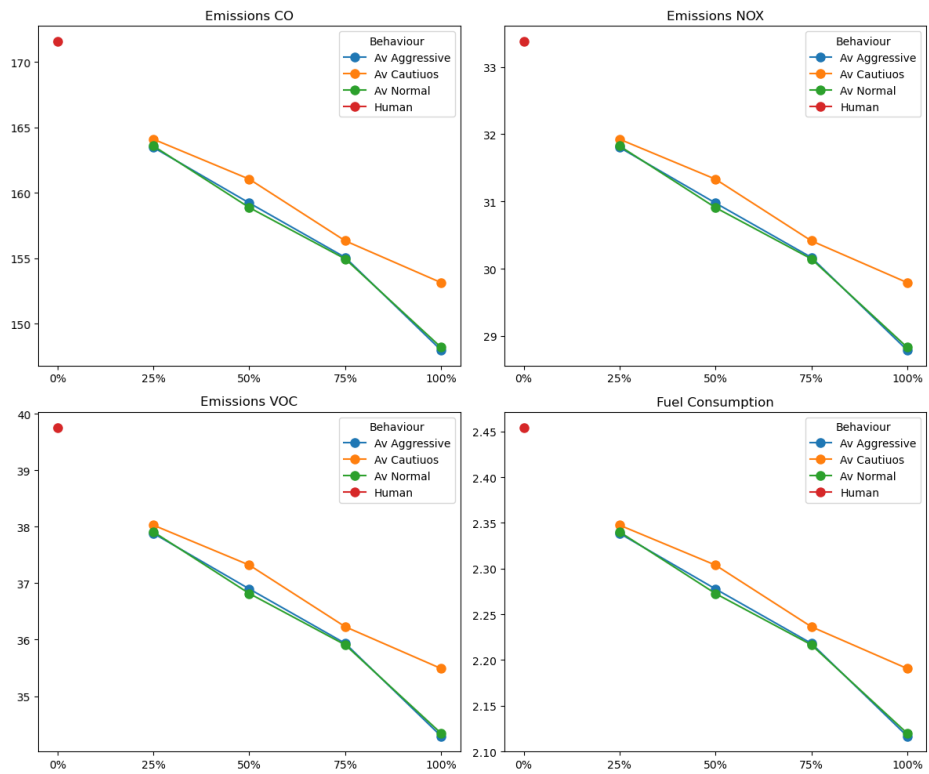 Emissions CO
170
165
160
155
150
0%
25%
50%
75%
100%
Behaviour
Av Aggressive
Av Cautiuos
Av Normal
Human
Emissions NOX
33
32
31
30
29
0%
25%
50%
75%
100%
Behaviour
Av Aggressive
Av Cautiuos
Av Normal
Human
Emissions VOC
40
39
38
37
36
35
0%
25%
50%
75%
100%
Behaviour
Av Aggressive
Av Cautiuos
Av Normal
Human
Fuel Consumption
2.45
2.40
2.35
2.30
2.25
2.20
2.15
2.10
0%
25%
50%
75%
100%
Behaviour
Av Aggressive
Av Cautiuos
Av Normal
Human